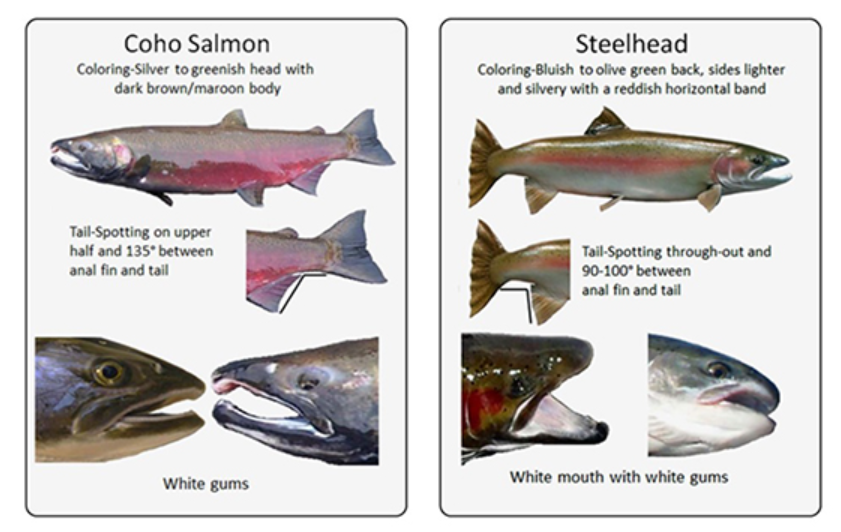 Coho Salmon
Coloring-Silver to greenish head with
dark brown/maroon body
Tail-Spotting on upper
half and 135° between
anal fin and tail
White gums
Steelhead
Coloring-Bluish to olive green back, sides lighter
and silvery with a reddish horizontal band
Tail-Spotting through-out and
90-100° between
anal fin and tail
White mouth with white gums